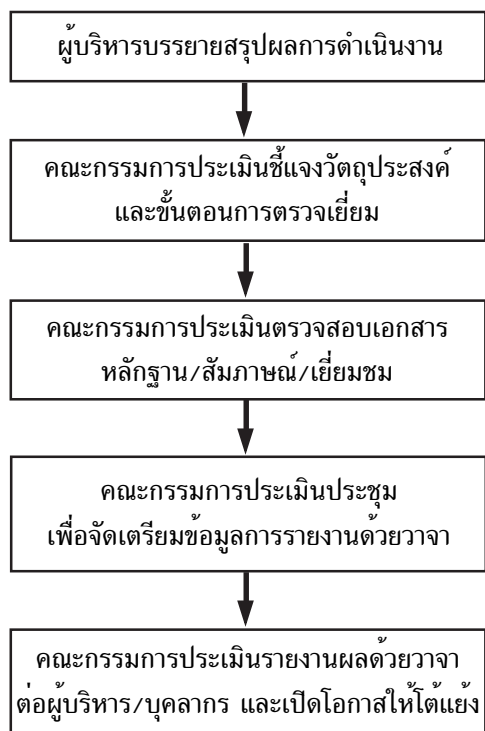 ผู้บริหารบรรยายสรุปผลการดำเนินงาน
คณะกรรมการประเมินชี้แจงวัตถุประสงค์
และขั้นตอนการตรวจเยี่ยม
คณะกรรมการประเมินตรวจสอบเอกสาร
หลักฐาน/สัมภาษณ์/เยี่ยมชม
คณะกรรมการประเมินประชุม
เพื่อจัดเตรียมข้อมูลการรายงานด้วยวาจา
คณะกรรมการประเมินรายงานผลด้วยวาจา
ต่อผู้บริหาร/บุคลากร และเปิดโอกาสให้โต้แย้ง